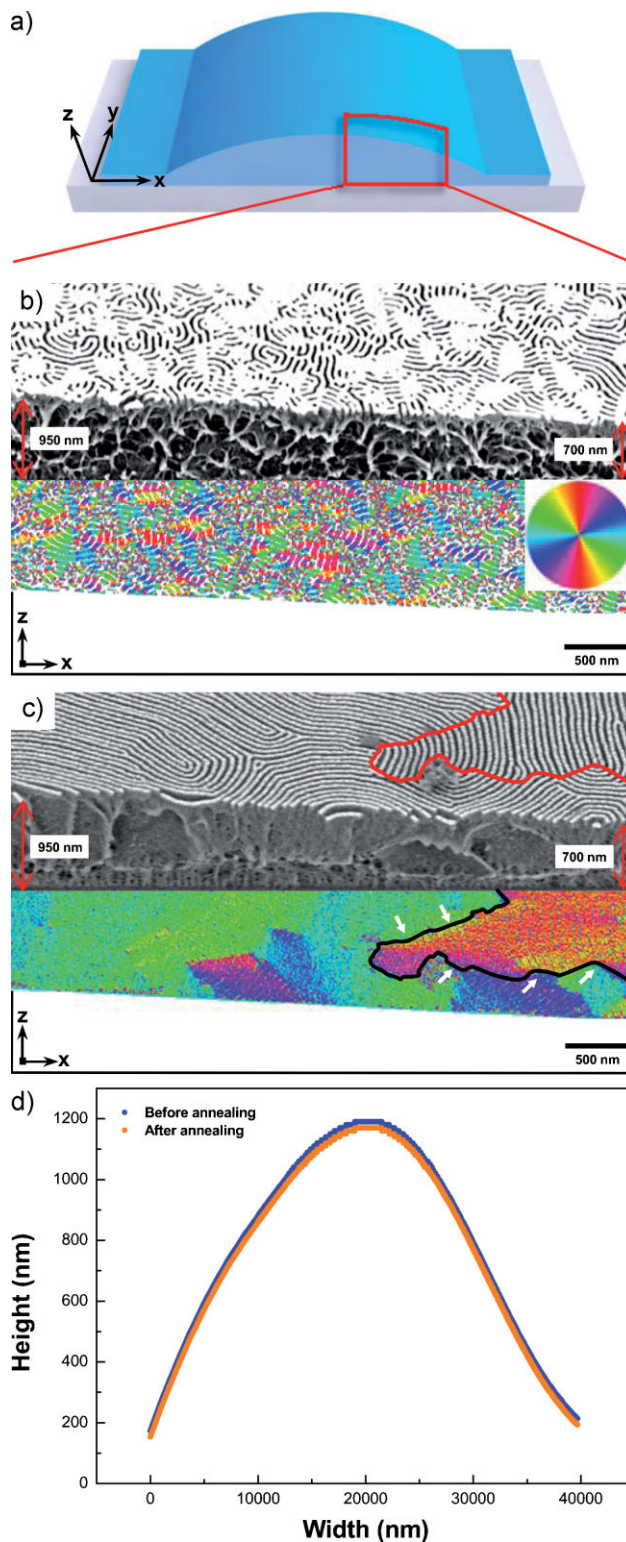 a)
z
y
x
b)
950 nm
700 nm
z
x
500 nm
c)
950 nm
700 nm
z
x
500 nm
d)
Before annealing
After annealing
1200
1000
800
600
400
200
0
Height (nm)
0 10000 20000 30000 40000
Width (nm)